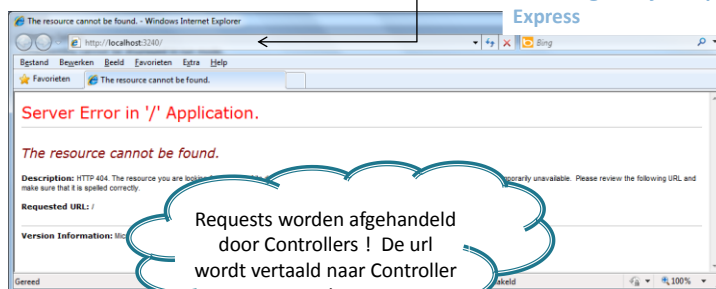 Express
The resource cannot be found. - Windows Internet Explorer
http://localhost:3240/
Bing
Bestand Bewerken Beeld Favorieten Extra Help
Favorieten
The resource cannot be found.
Server Error in '/' Application.
The resource cannot be found.
Description: HTTP 404. The resource you are looking
temporarily unavailable. Please review the following URL and
make sure that it is spelled correctly.
Requested URL: /
Version Information:
Requests worden afgehandeld
door Controllers ! De url
wordt vertaald naar Controller
Gereed
100%